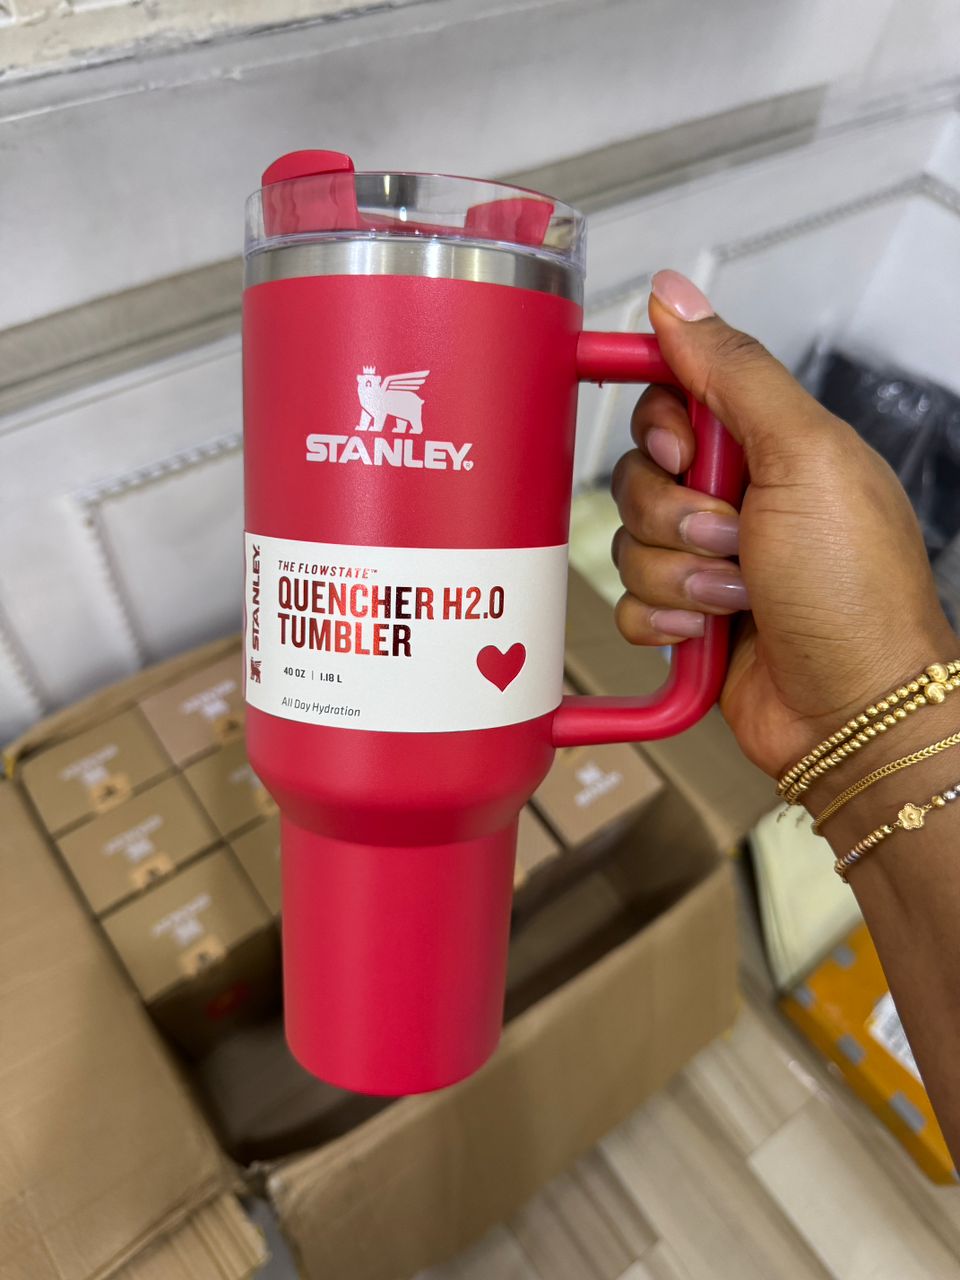 STANLEY
THE FLOWSTATE™
QUENCHER H2.0
TUMBLER
40 OZ | 1.18 L
All Day Hydration
STANLEY